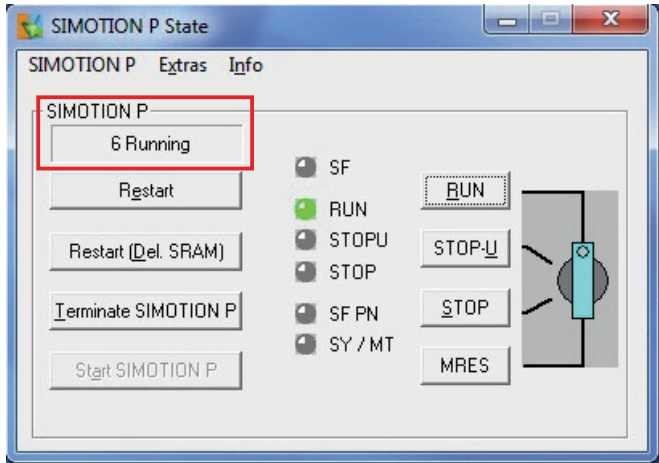 SIMOTION P State
SIMOTION P Extras Info
SIMOTION P
6 Running
Restart
Restart (Del. SRAM)
Terminate SIMOTION P
Start SIMOTION P
SF
RUN
STOPU
STOP
SF PN
SY / MT
RUN
STOP-U
STOP
MRES